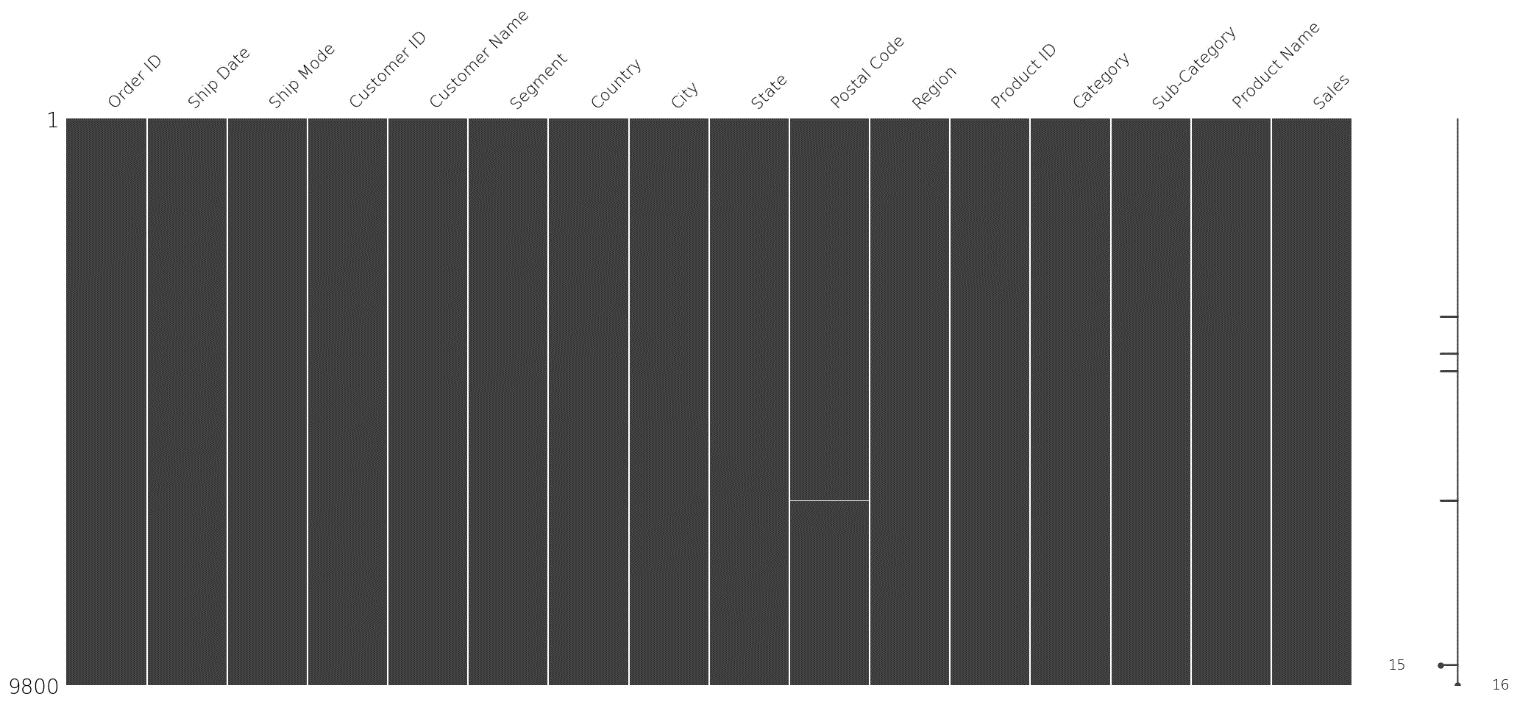 Order ID
Ship Date
Ship Mode
Customer ID
Customer Name
Segment
Country
City
State
Postal Code
Region
Product ID
Category
Sub-Category
Product Name
Sales
1
15
16
9800